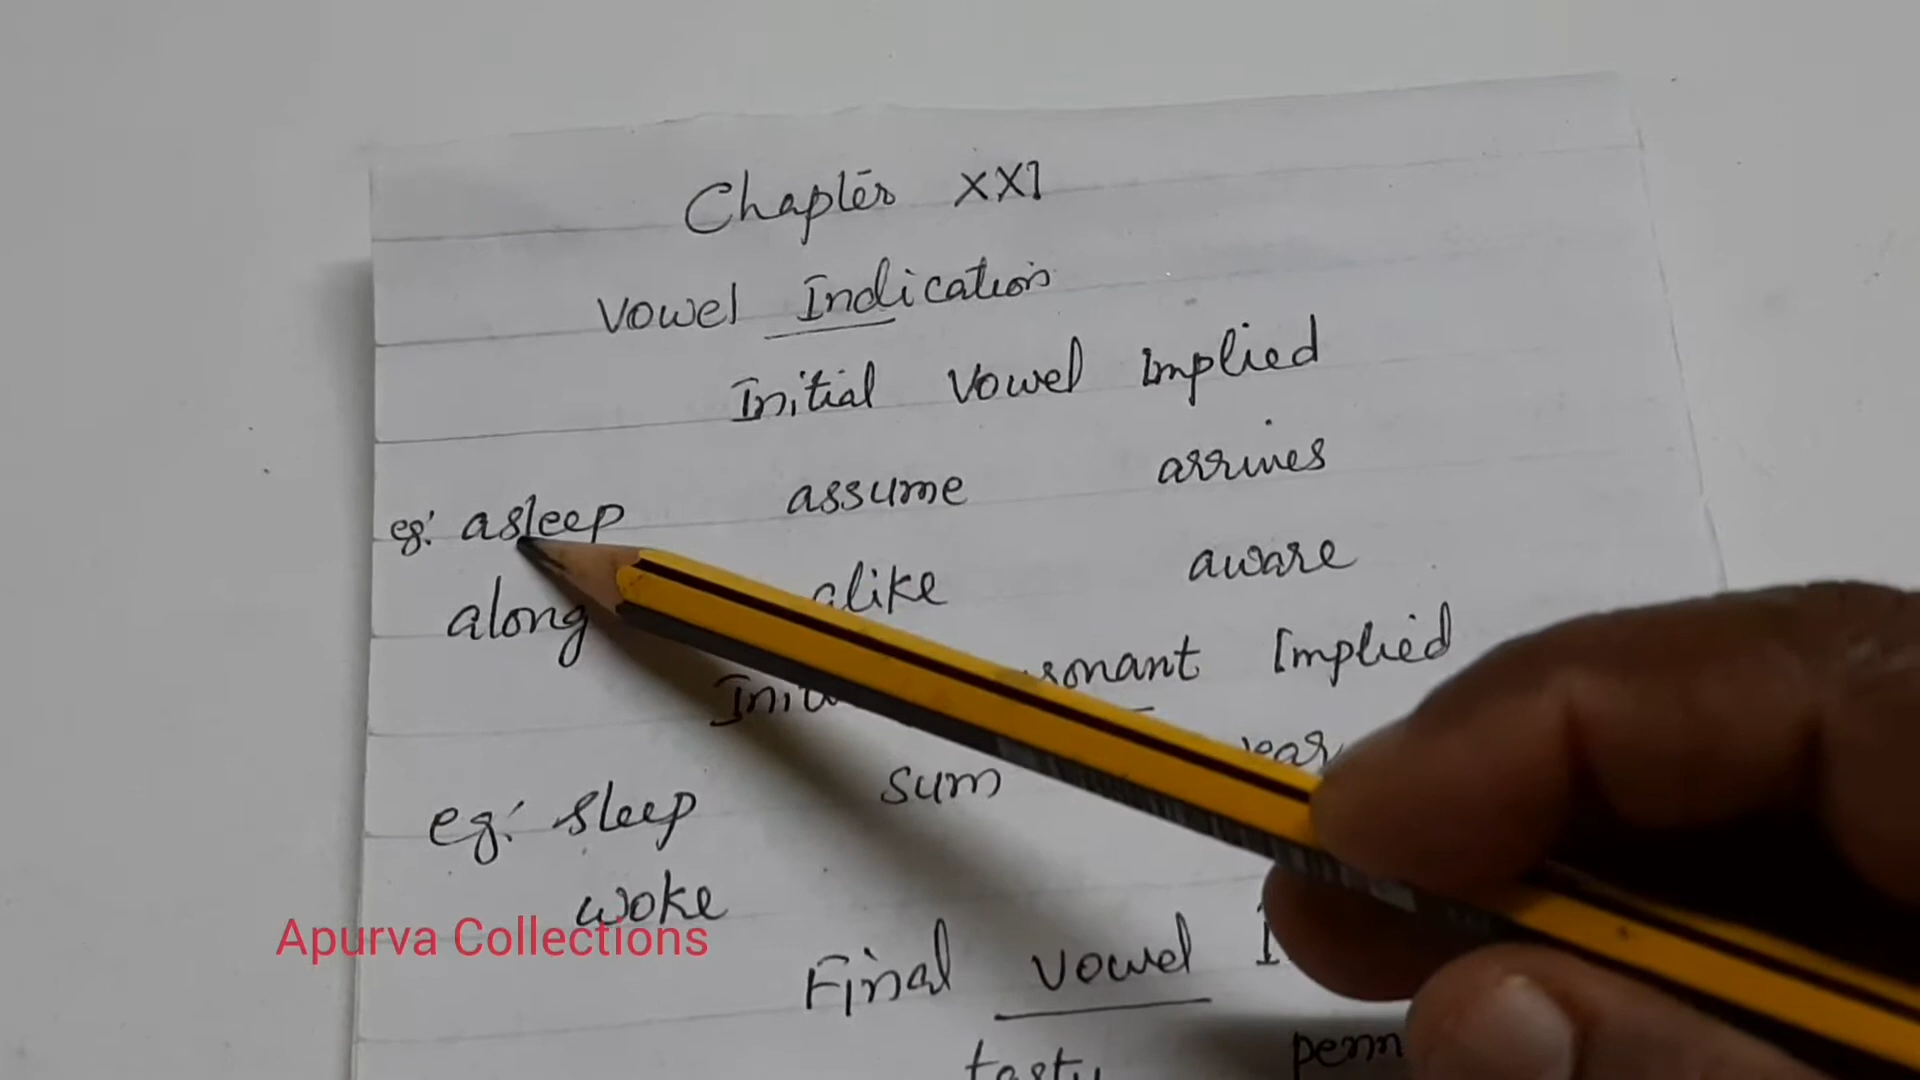 Chapter XXI
Vowel Indication
Initial Vowel Implied
eg: asleep assume arrives
along alike aware
Implied
eg: sleep sum
woke
Apurva Collections
Final vowel
tasty